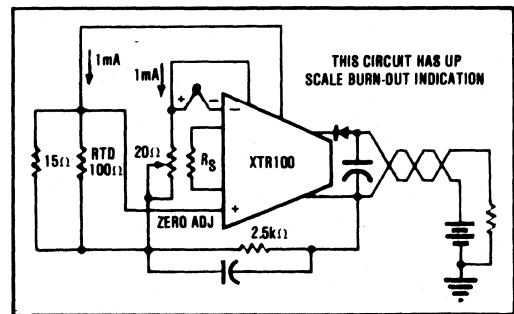 1mA
1mA
THIS CIRCUIT HAS UP
SCALE BURN-OUT INDICATION
+
−
−
15Ω
RTD
100Ω
20Ω
RS
XTR100
+
ZERO ADJ
2.5kΩ